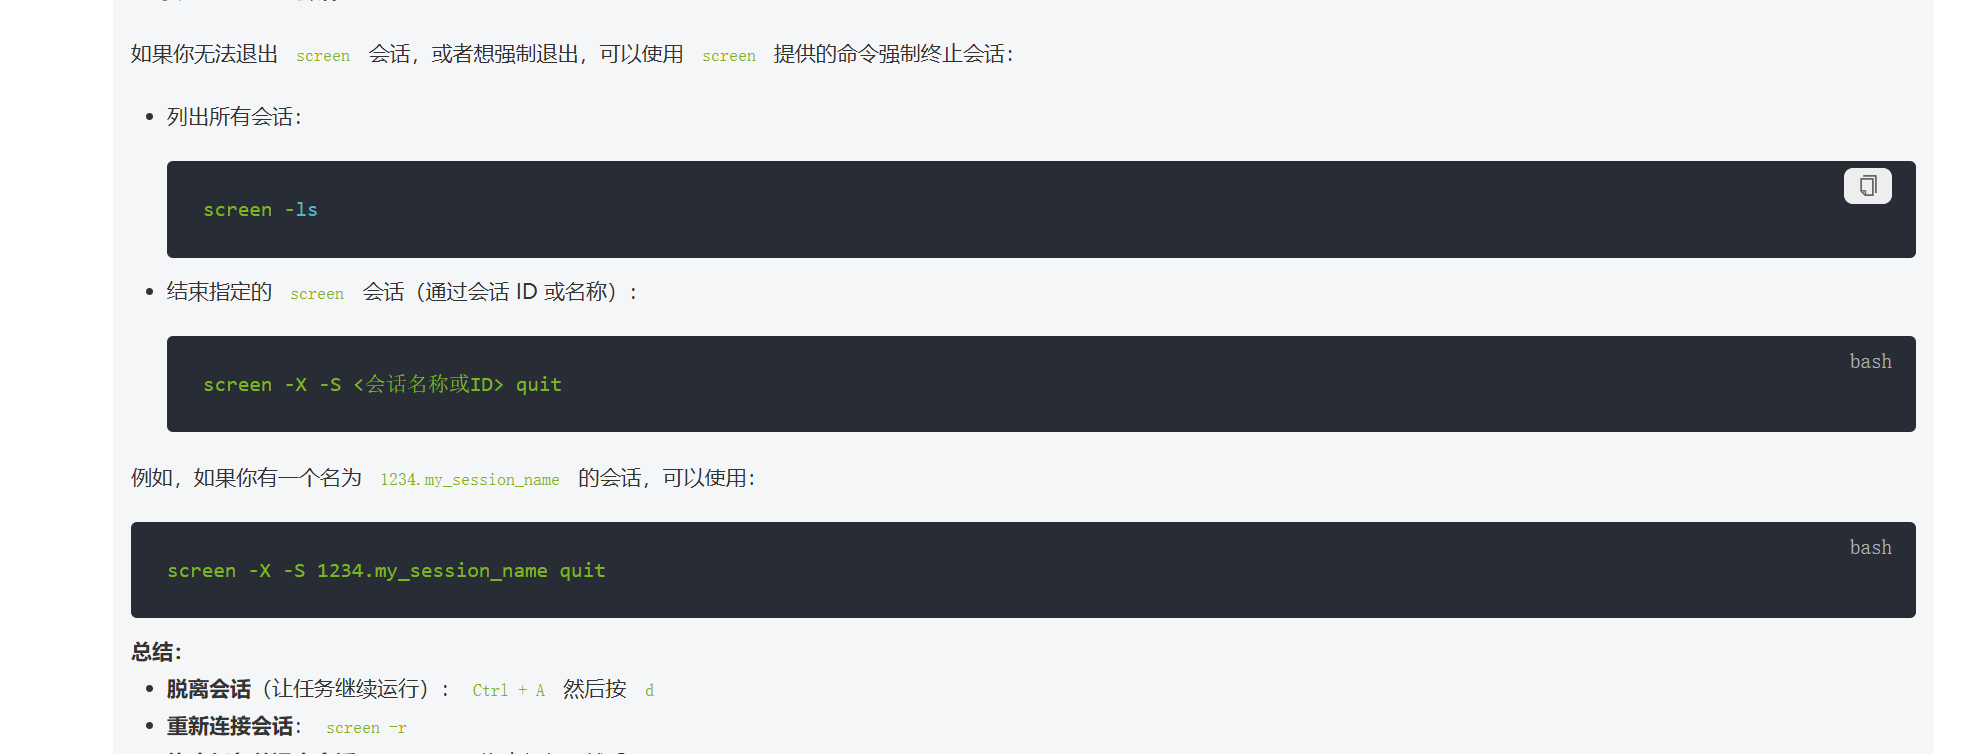 如果你无法退出 screen 会话，或者想强制退出，可以使用 screen 提供的命令强制终止会话：
列出所有会话：
screen -ls
结束指定的 screen 会话（通过会话 ID 或名称）：
bash
screen -X -S <会话名称或ID> quit
例如，如果你有一个名为 1234.my_session_name 的会话，可以使用：
bash
screen -X -S 1234.my_session_name quit
总结：
脱离会话（让任务继续运行）： Ctrl + A 然后按 d
重新连接会话： screen -r